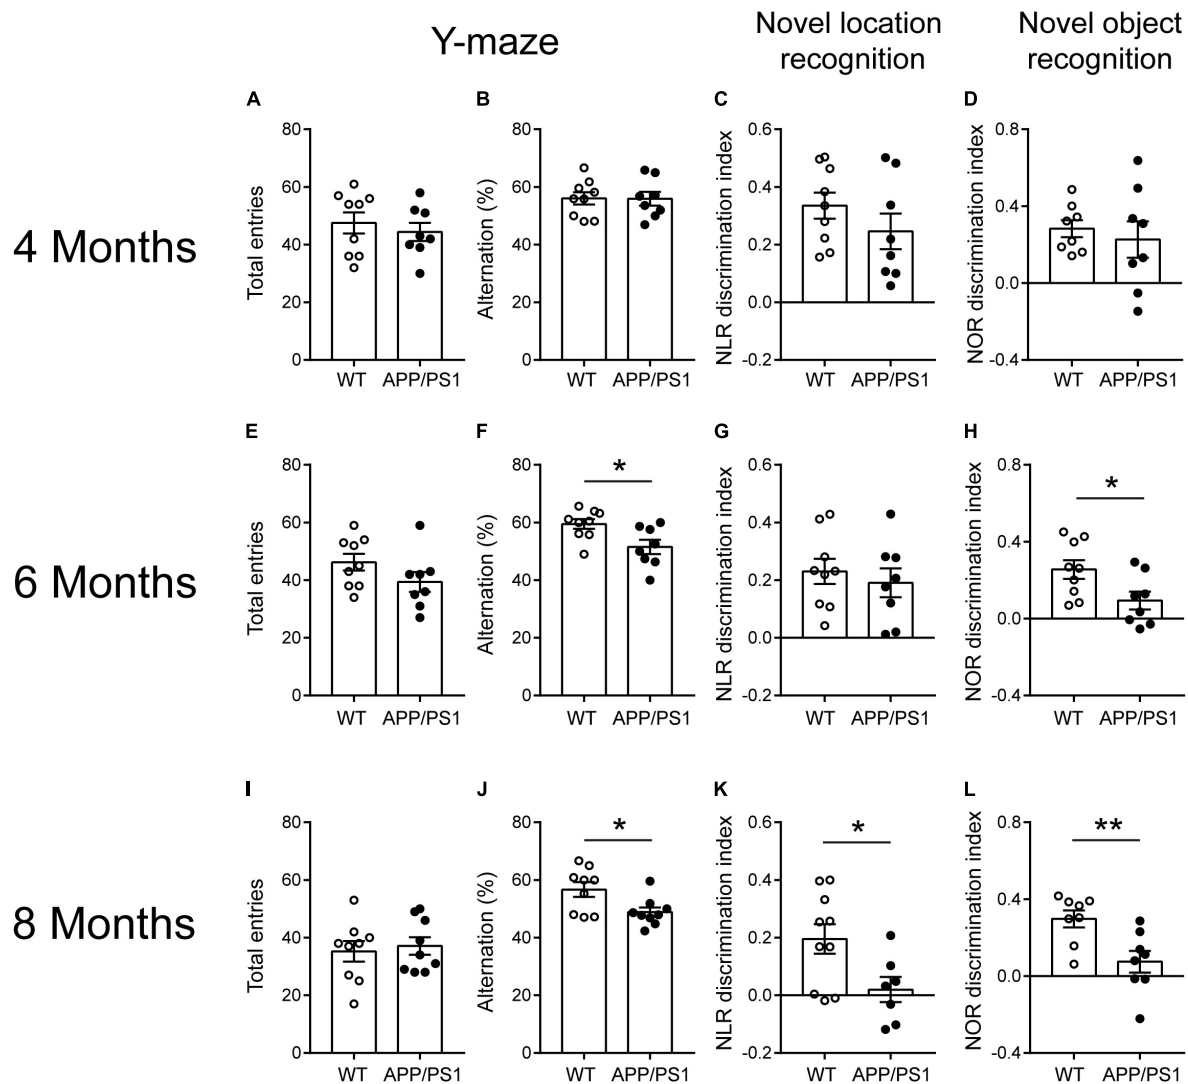 Y-maze
Novel location
recognition
Novel object
recognition
4 Months
A
Total entries
80
60
40
20
0
WT APP/PS1
B
Alternation (%)
80
60
40
20
0
WT APP/PS1
C
NLR discrimination index
0.6
0.4
0.2
0.0
-0.2
WT APP/PS1
D
NOR discrimination index
0.8
0.4
0.0
-0.4
WT APP/PS1
6 Months
E
Total entries
80
60
40
20
0
WT APP/PS1
F
Alternation (%)
80
60
40
20
0
*
WT APP/PS1
G
NLR discrimination index
0.6
0.4
0.2
0.0
-0.2
WT APP/PS1
H
NOR discrimination index
0.8
0.4
0.0
-0.4
*
WT APP/PS1
8 Months
I
Total entries
80
60
40
20
0
WT APP/PS1
J
Alternation (%)
80
60
40
20
0
*
WT APP/PS1
K
NLR discrimination index
0.6
0.4
0.2
0.0
-0.2
*
WT APP/PS1
L
NOR discrimination index
0.8
0.4
0.0
-0.4
**
WT APP/PS1